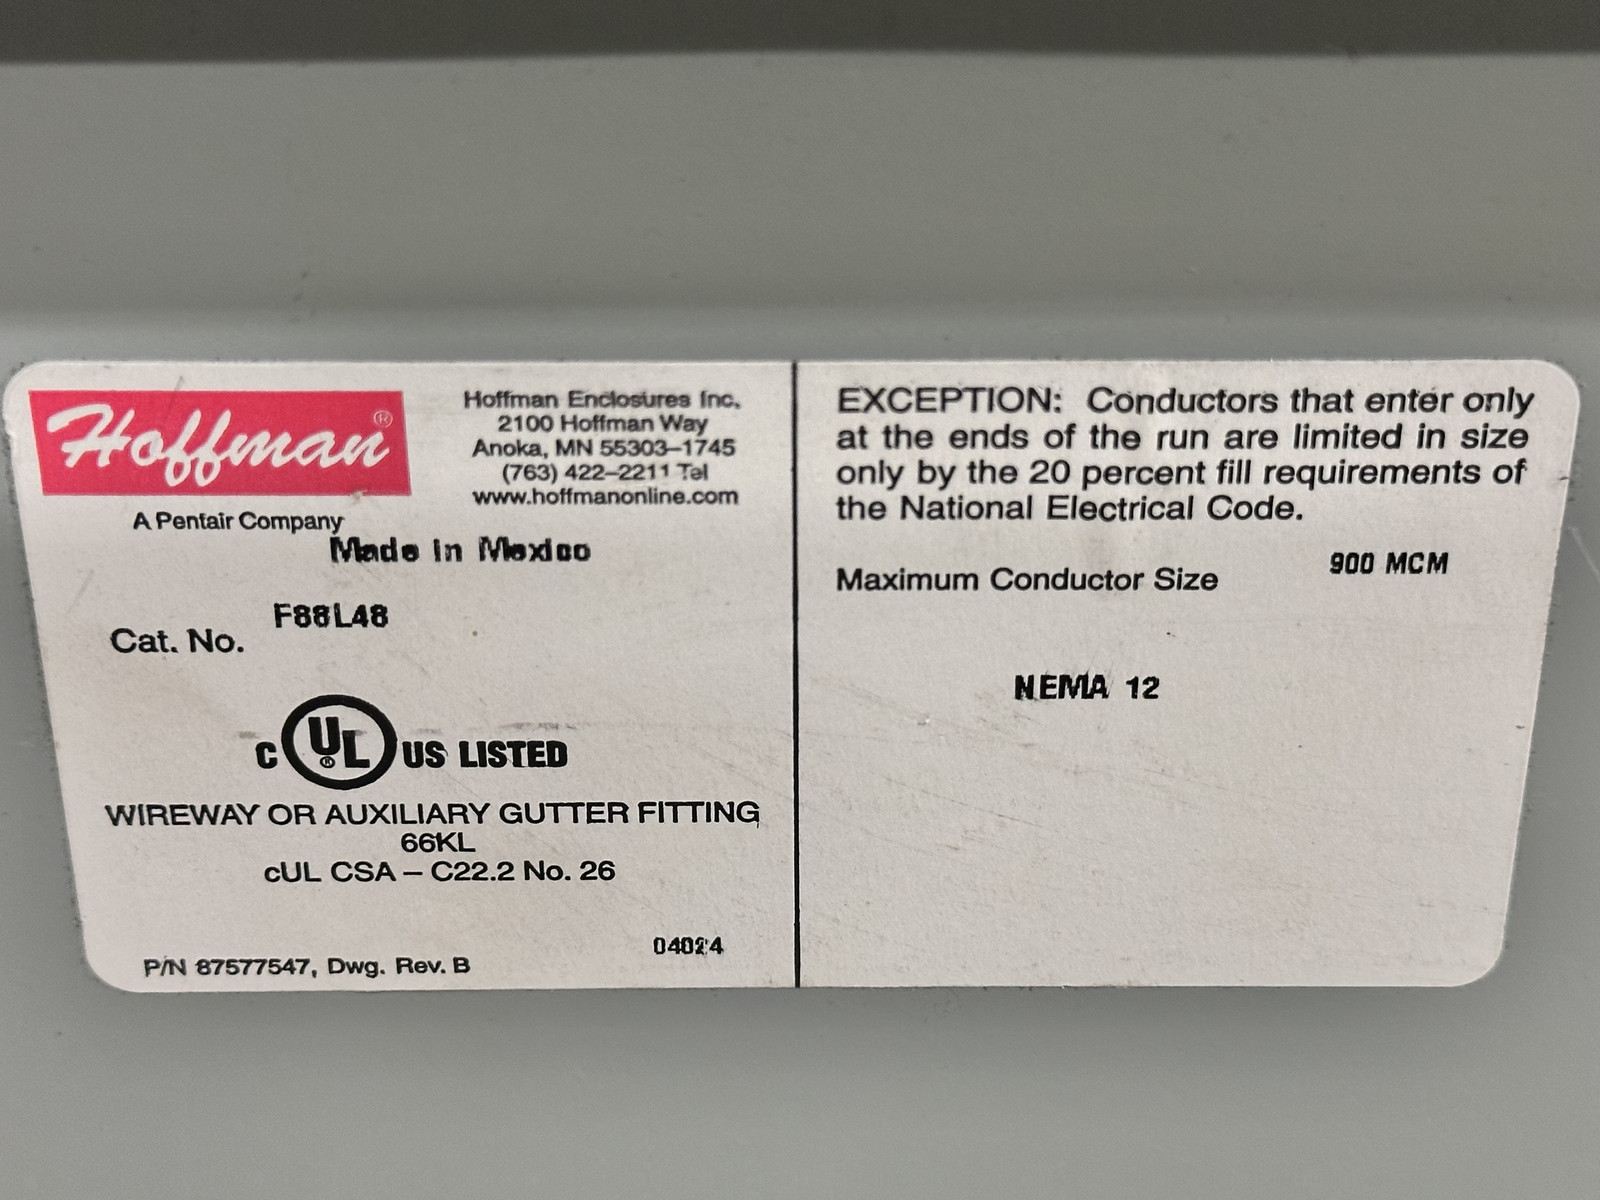 Hoffman®
A Pentair Company
Hoffman Enclosures Inc.
2100 Hoffman Way
Anoka, MN 55303–1745
(763) 422–2211 Tel
www.hoffmanonline.com
Made in Mexico
Cat. No. F88L48
C UL® US LISTED
WIREWAY OR AUXILIARY GUTTER FITTING
66KL
cUL CSA – C22.2 No. 26
04024
P/N 87577547, Dwg. Rev. B
EXCEPTION: Conductors that enter only
at the ends of the run are limited in size
only by the 20 percent fill requirements of
the National Electrical Code.
Maximum Conductor Size 900 MCM
NEMA 12